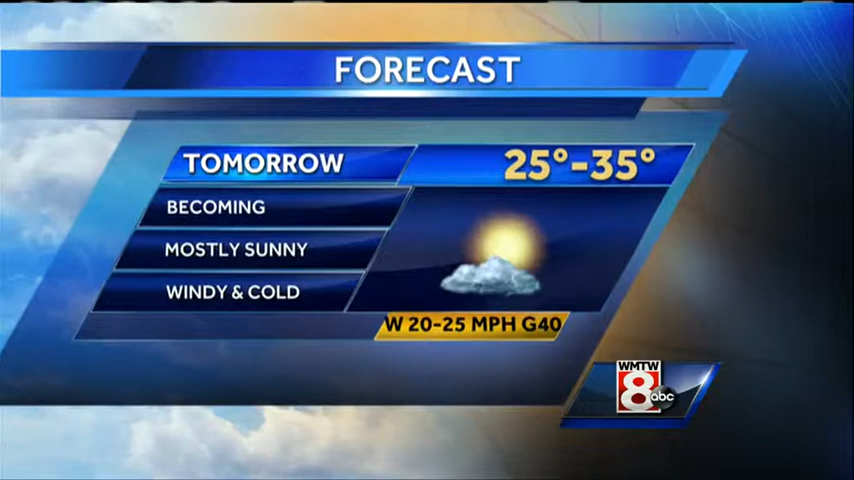 FORECAST
TOMORROW 25°-35°
BECOMING
MOSTLY SUNNY
WINDY & COLD
W 20-25 MPH G40
WMTW
8 abc